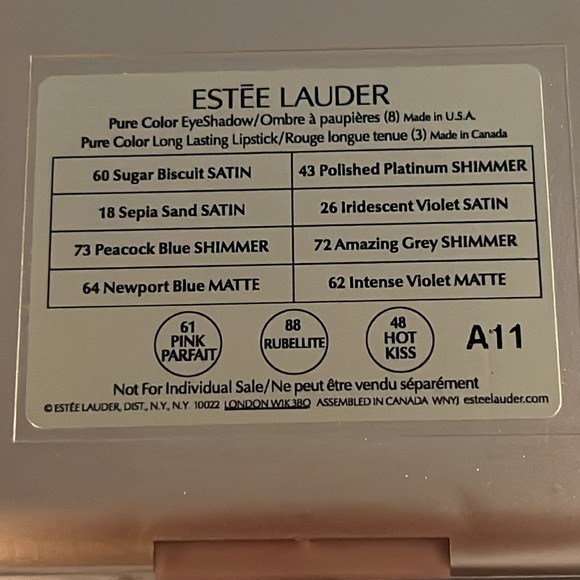 ESTĒE LAUDER
Pure Color EyeShadow/Ombre à paupières (8) Made in U.S.A.
Pure Color Long Lasting Lipstick/Rouge longue tenue (3) Made in Canada
60 Sugar Biscuit SATIN
43 Polished Platinum SHIMMER
18 Sepia Sand SATIN
26 Iridescent Violet SATIN
73 Peacock Blue SHIMMER
72 Amazing Grey SHIMMER
64 Newport Blue MATTE
62 Intense Violet MATTE
61
PINK
PARFAIT
88
RUBELLITE
48
HOT
KISS
A11
Not For Individual Sale/Ne peut être vendu séparément
© ESTĒE LAUDER, DIST., N.Y., N.Y. 10022 LONDON W1K3BQ ASSEMBLED IN CANADA WNYJ esteelauder.com